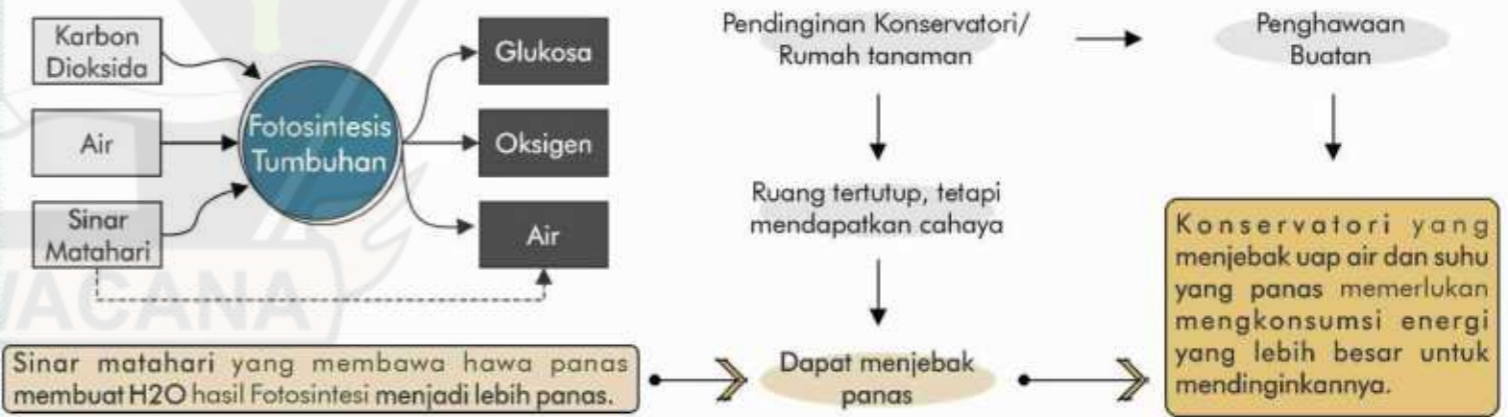 Karbon
Dioksida
Air
Sinar
Matahari
Fotosintesis
Tumbuhan
Glukosa
Oksigen
Air
Sinar matahari yang membawa hawa panas
membuat H2O hasil Fotosintesi menjadi lebih panas.
Pendinginan Konservatori/
Rumah tanaman
Ruang tertutup, tetapi
mendapatkan cahaya
Dapat menjebak
panas
Penghawaan
Buatan
Konservatori yang
menjebak uap air dan suhu
yang panas memerlukan
mengkonsumsi energi
yang lebih besar untuk
mendinginkannya.
WACANA